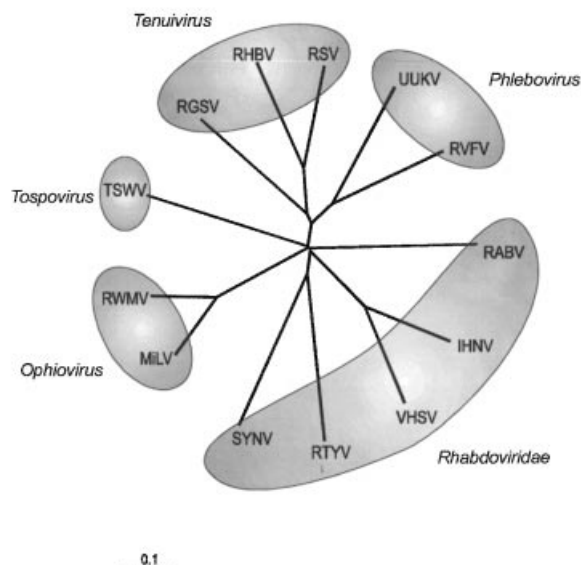 Tenuivirus
RHBV
RSV
UUKV
Phlebovirus
RGSV
RVFV
TSWV
Tospovirus
RABV
RWMV
IHNV
MiLV
Ophiovirus
VHSV
SYNV
RTYV
Rhabdoviridae
0.1